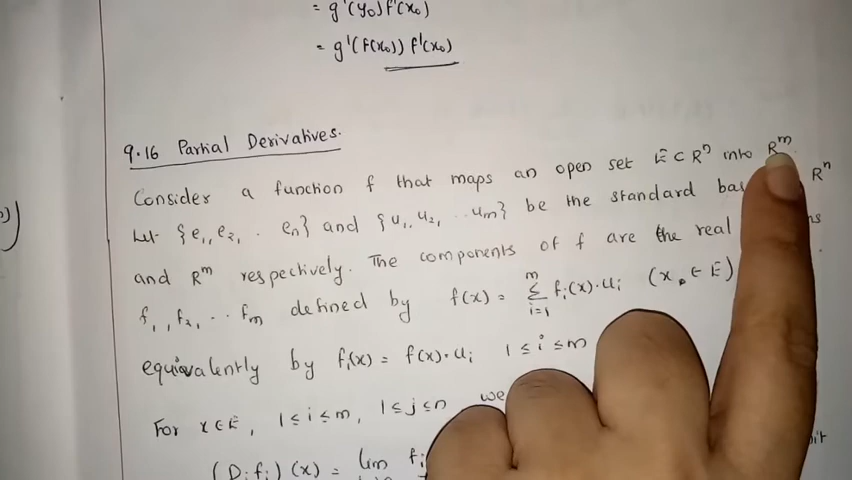 = g'(y₀) f'(x₀)
= g'(f(x₀)) f'(x₀)
9.16 Partial Derivatives.
Consider a function f that maps an open set E ⊂ Rⁿ into Rᵐ.
Let {e₁, e₂, . . eₙ} and {u₁, u₂, . . uₘ} be the standard Rⁿ
and Rᵐ respectively. The components of f are the real
f₁, f₂, . . fₘ defined by f(x) = Σᵢ₌₁ᵐ fᵢ(x).uᵢ (x ∈ E)
equivalently by fᵢ(x) = f(x).uᵢ 1 ≤ i ≤ m
For x ∈ E, 1 ≤ i ≤ m, 1 ≤ j ≤ n we
(Dⱼfᵢ)(x) = lim